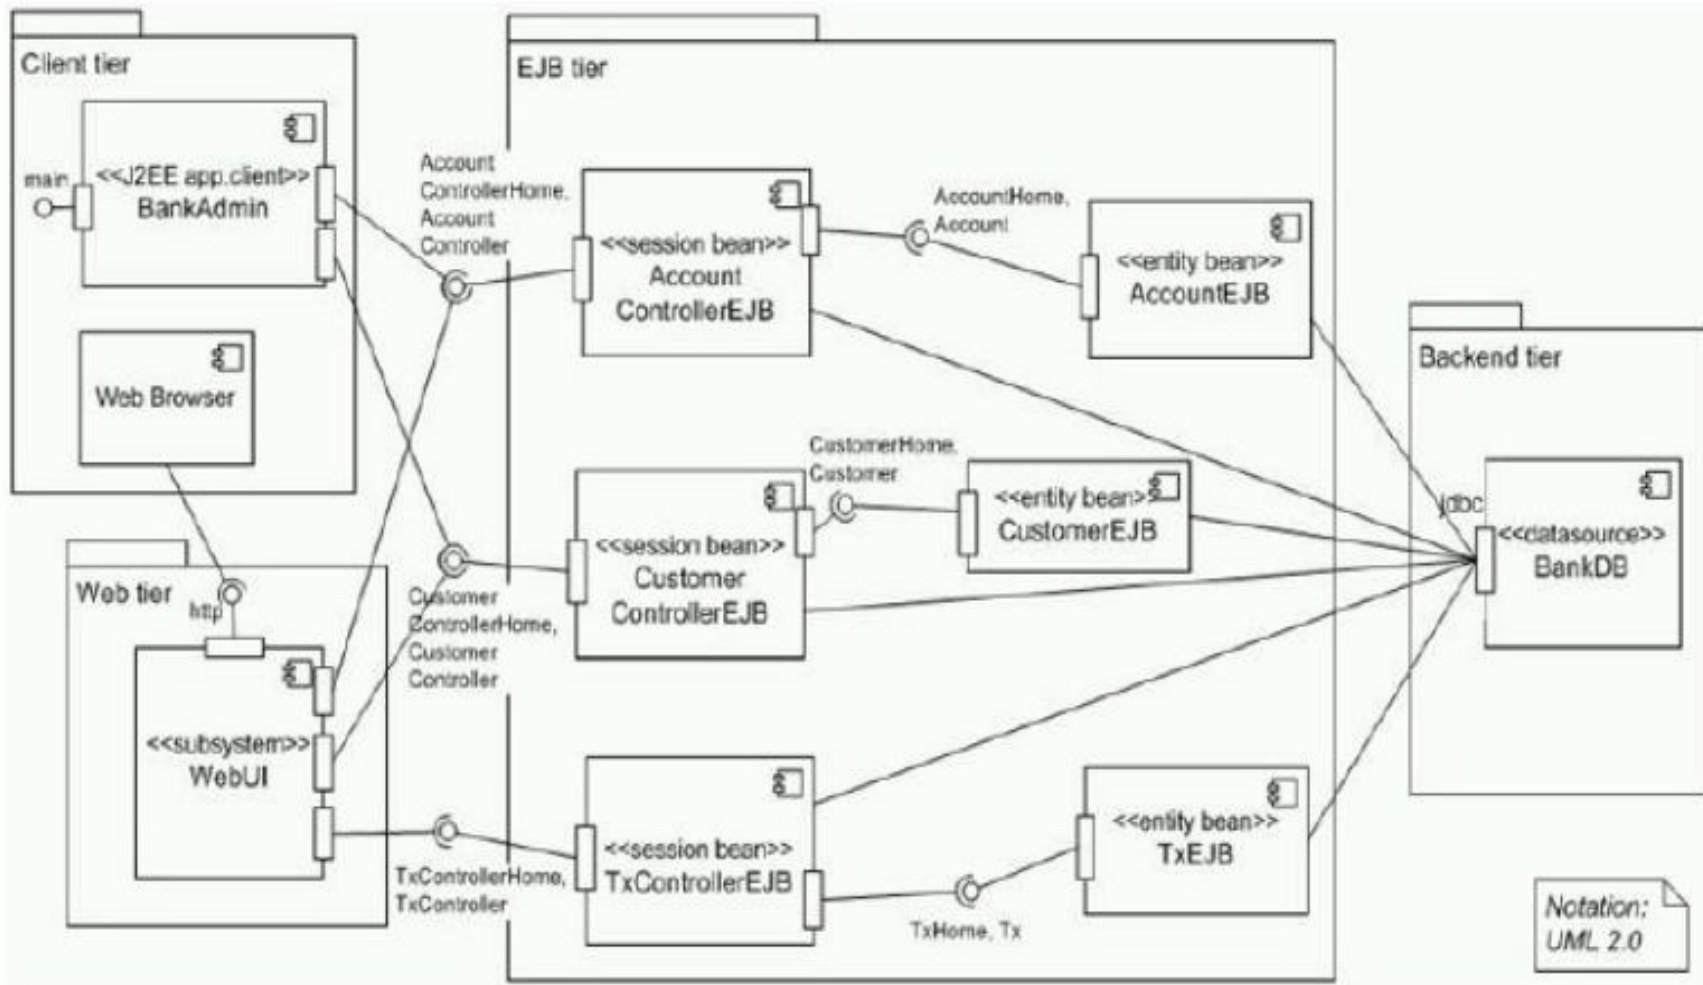 Client tier
main
<<J2EE app.client>>
BankAdmin
Web Browser
Web tier
http
<<subsystem>>
WebUI
Account
ControllerHome,
Account
Controller
Customer
ControllerHome,
Customer
Controller
TxControllerHome,
TxController
EJB tier
<<session bean>>
Account
ControllerEJB
AccountHome,
Account
<<entity bean>>
AccountEJB
<<session bean>>
Customer
ControllerEJB
CustomerHome,
Customer
<<entity bean>>
CustomerEJB
<<session bean>>
TxControllerEJB
TxHome, Tx
<<entity bean>>
TxEJB
Backend tier
jdbc
<<datasource>>
BankDB
Notation:
UML 2.0